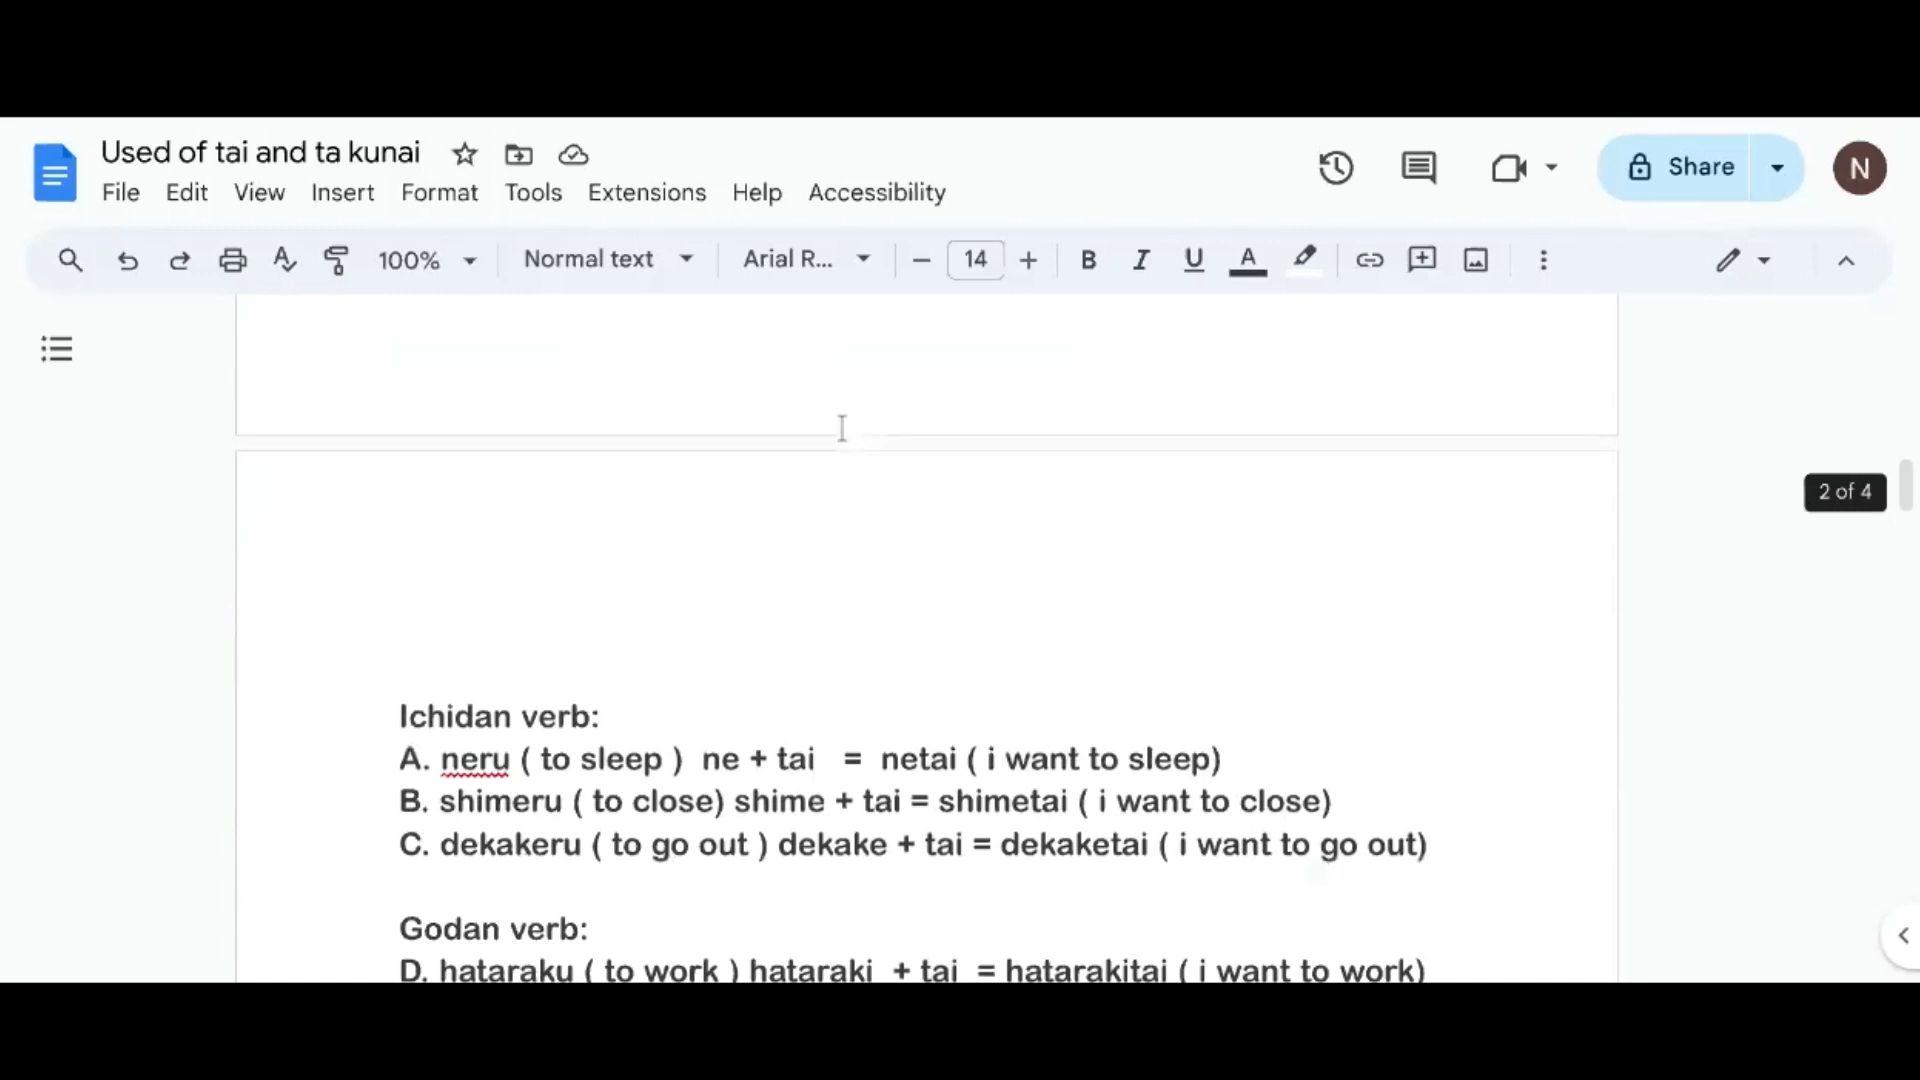 Used of tai and ta kunai
File Edit View Insert Format Tools Extensions Help Accessibility
Share
N
100% Normal text Arial R... 14 B I U A
2 of 4
Ichidan verb:
A. neru ( to sleep ) ne + tai = netai ( i want to sleep)
B. shimeru ( to close) shime + tai = shimetai ( i want to close)
C. dekakeru ( to go out ) dekake + tai = dekaketai ( i want to go out)
Godan verb:
D. hataraku ( to work ) hataraki + tai = hatarakitai ( i want to work)